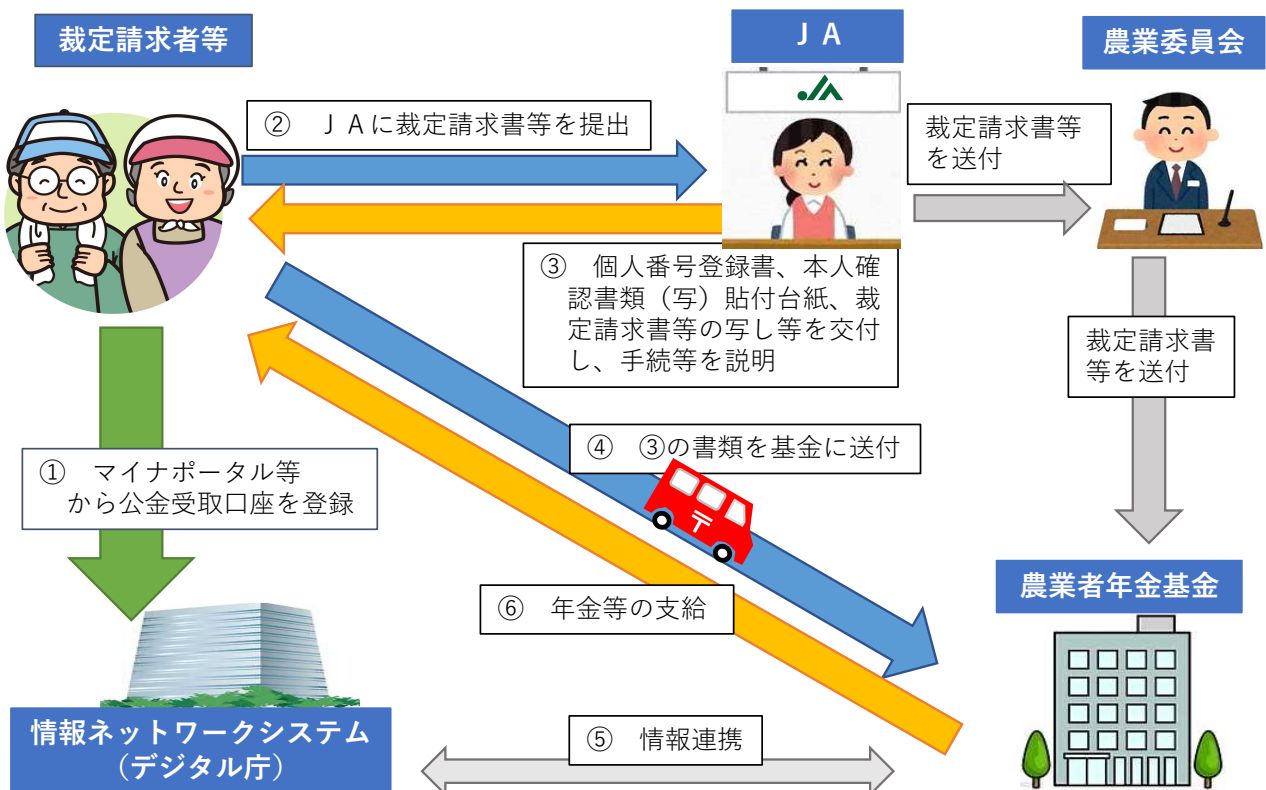 裁定請求者等
ＪＡ
農業委員会
② ＪＡに裁定請求書等を提出
裁定請求書等
を送付
JA
③ 個人番号登録書、本人確
認書類（写）貼付台紙、裁
定請求書等の写し等を交付
し、手続等を説明
裁定請求書
等を送付
④ ③の書類を基金に送付
① マイナポータル等
から公金受取口座を登録
〒
⑥ 年金等の支給
農業者年金基金
情報ネットワークシステム
（デジタル庁）
⑤ 情報連携